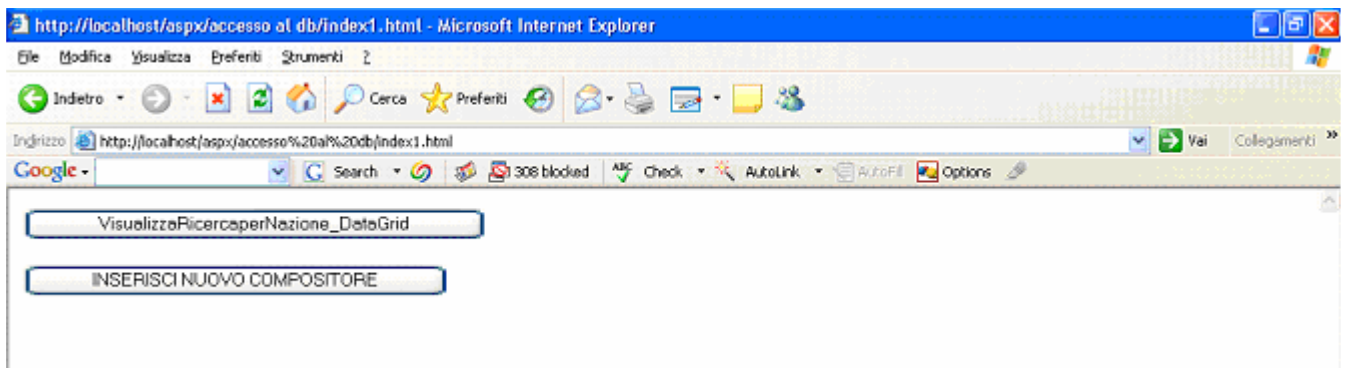 http://localhost/aspx/accesso al db/index1.html - Microsoft Internet Explorer
File Modifica Visualizza Preferiti Strumenti ?
Indietro Cerca Preferiti
Indirizzo http://localhost/aspx/accesso%20al%20db/index1.html Vai Collegamenti »
Google Search 308 blocked ABC Check AutoLink AutoFill Options
VisualizzaRicercaperNazione_DataGrid
INSERISCI NUOVO COMPOSITORE